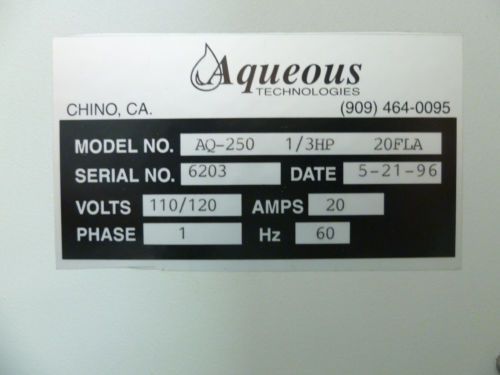 Aqueous
TECHNOLOGIES
CHINO, CA. (909) 464-0095
MODEL NO. AQ-250 1/3HP 20FLA
SERIAL NO. 6203 DATE 5-21-96
VOLTS 110/120 AMPS 20
PHASE 1 Hz 60